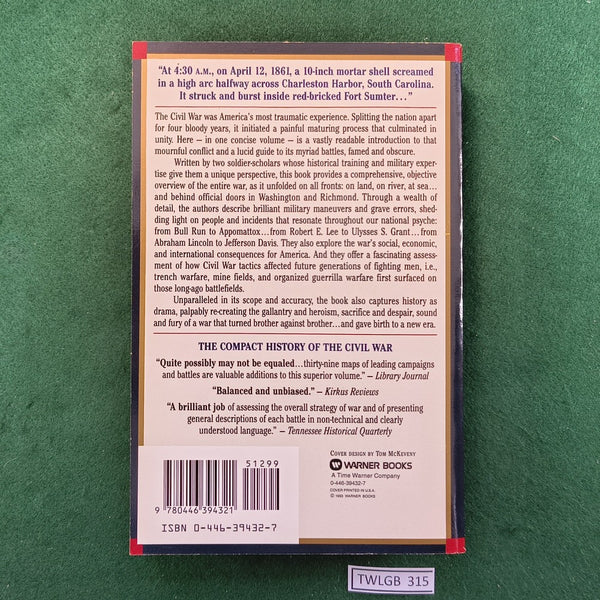 “At 4:30 A.M., on April 12, 1861, a 10-inch mortar shell screamed
in a high arc halfway across Charleston Harbor, South Carolina.
It struck and burst inside red-bricked Fort Sumter…”
The Civil War was America's most traumatic experience. Splitting the nation apart
for four bloody years, it initiated a painful maturing process that culminated in
unity. Here – in one concise volume – is a vastly readable introduction to that
mournful conflict and a lucid guide to its myriad battles, famed and obscure.
Written by two soldier-scholars whose historical training and military exper-
tise give them a unique perspective, this book provides a comprehensive, objective
overview of the entire war, as it unfolded on all fronts: on land, on river, at sea…
and behind official doors in Washington and Richmond. Through a wealth of
detail, the authors describe brilliant military maneuvers and grave errors, shed-
ding light on people and incidents that resonate throughout our national psyche:
from Bull Run to Appomattox…from Robert E. Lee to Ulysses S. Grant…from
Abraham Lincoln to Jefferson Davis. They also explore the war's social, economic,
and international consequences for America. And they offer a fascinating assess-
ment of how Civil War tactics affected future generations of fighting men, i.e.,
trench warfare, mine fields, and organized guerrilla warfare first surfaced on
those long-ago battlefields.
Unparalleled in its scope and accuracy, the book also captures history as
drama, palpably re-creating the gallantry and heroism, sacrifice and despair, sound
and fury of a war that turned brother against brother…and gave birth to a new era.
THE COMPACT HISTORY OF THE CIVIL WAR
“Quite possibly may not be equaled…thirty-nine maps of leading campaigns
and battles are valuable additions to this superior volume.” – Library Journal
“Balanced and unbiased.” – Kirkus Reviews
“A brilliant job of assessing the overall strategy of war and of presenting
general descriptions of each battle in non-technical and clearly
understood language.” – Tennessee Historical Quarterly
51299
9 780446 394321
ISBN 0-446-39432-7
COVER DESIGN BY TOM MCKEVENY
WARNER BOOKS
A Time Warner Company
0-446-39432-7
COVER PRINTED IN U.S.A.
© 1993 WARNER BOOKS
TWLGB 315